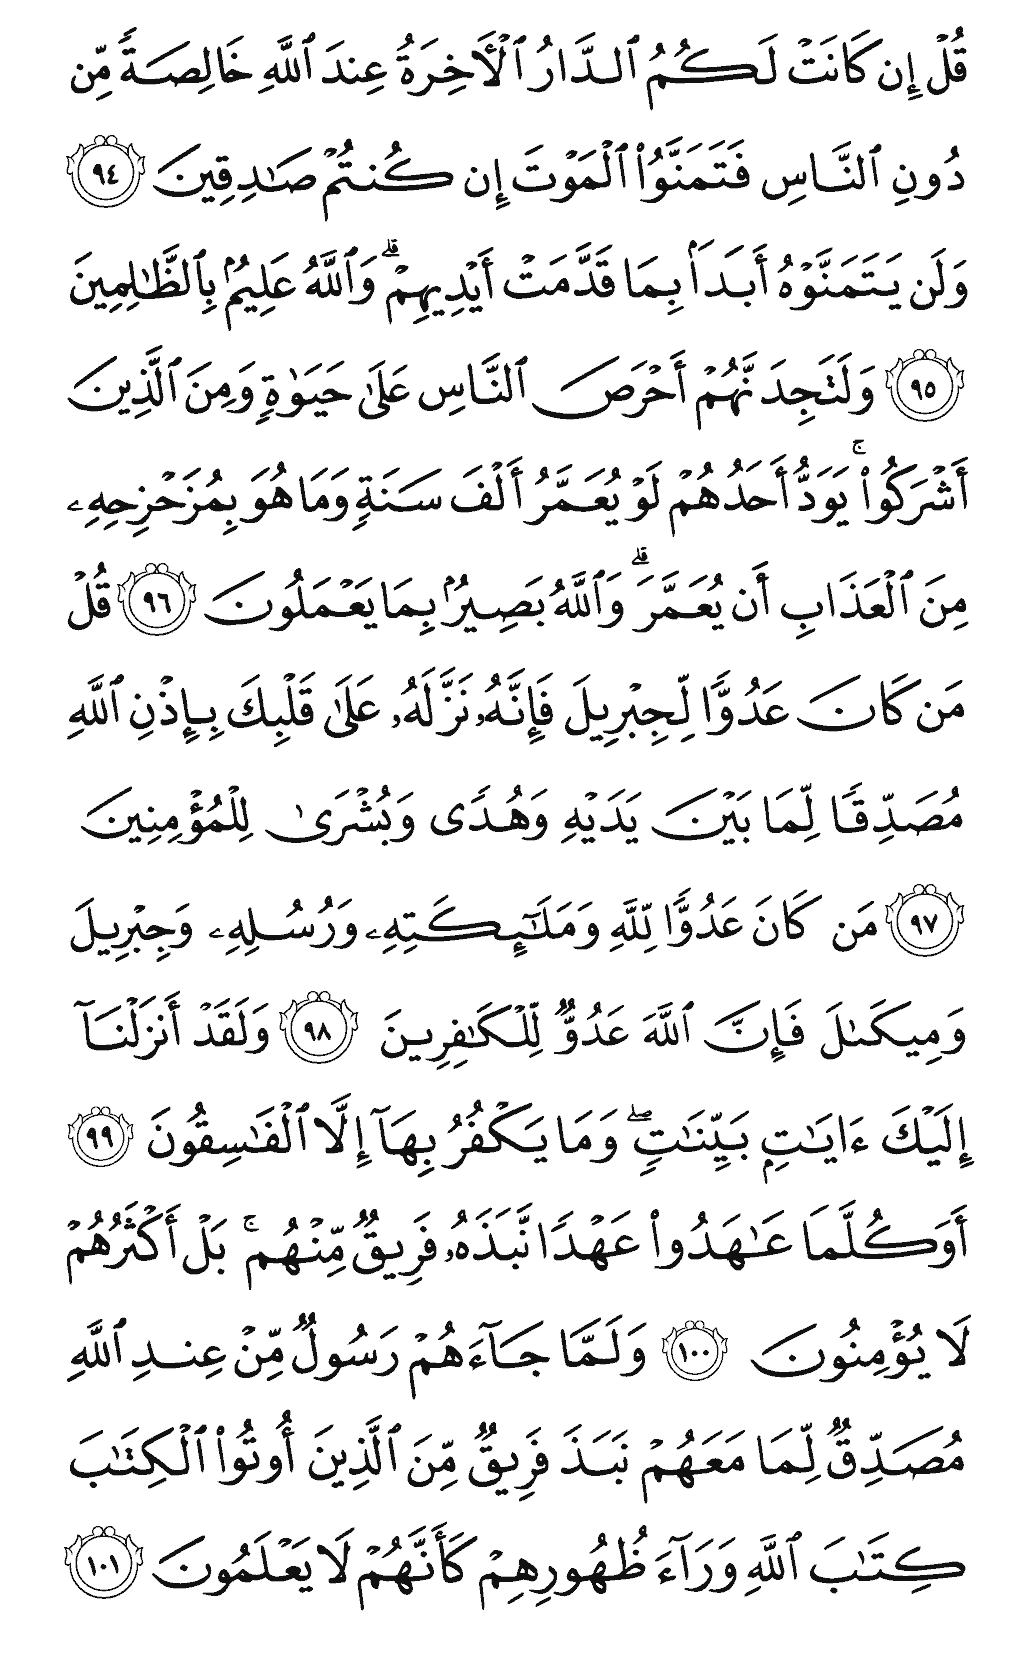 قُلْ إِن كَانَتْ لَكُمُ ٱلدَّارُ ٱلْأَخِرَةُ عِندَ ٱللَّهِ خَالِصَةً مِّن
دُونِ ٱلنَّاسِ فَتَمَنَّوُا۟ ٱلْمَوْتَ إِن كُنتُمْ صَـٰدِقِينَ ٩٤
وَلَن يَتَمَنَّوْهُ أَبَدًۢا بِمَا قَدَّمَتْ أَيْدِيهِمْ ۗ وَٱللَّهُ عَلِيمٌۢ بِٱلظَّـٰلِمِينَ
٩٥ وَلَتَجِدَنَّهُمْ أَحْرَصَ ٱلنَّاسِ عَلَىٰ حَيَوٰةٍ وَمِنَ ٱلَّذِينَ
أَشْرَكُوا۟ ۚ يَوَدُّ أَحَدُهُمْ لَوْ يُعَمَّرُ أَلْفَ سَنَةٍ وَمَا هُوَ بِمُزَحْزِحِهِۦ
مِنَ ٱلْعَذَابِ أَن يُعَمَّرَ ۗ وَٱللَّهُ بَصِيرٌۢ بِمَا يَعْمَلُونَ ٩٦ قُلْ
مَن كَانَ عَدُوًّا لِّجِبْرِيلَ فَإِنَّهُۥ نَزَّلَهُۥ عَلَىٰ قَلْبِكَ بِإِذْنِ ٱللَّهِ
مُصَدِّقًا لِّمَا بَيْنَ يَدَيْهِ وَهُدًى وَبُشْرَىٰ لِلْمُؤْمِنِينَ
٩٧ مَن كَانَ عَدُوًّا لِّلَّهِ وَمَلَـٰٓئِكَتِهِۦ وَرُسُلِهِۦ وَجِبْرِيلَ
وَمِيكَىٰلَ فَإِنَّ ٱللَّهَ عَدُوٌّ لِّلْكَـٰفِرِينَ ٩٨ وَلَقَدْ أَنزَلْنَآ
إِلَيْكَ ءَايَـٰتٍۭ بَيِّنَـٰتٍ ۖ وَمَا يَكْفُرُ بِهَآ إِلَّا ٱلْفَـٰسِقُونَ ٩٩
أَوَكُلَّمَا عَـٰهَدُوا۟ عَهْدًا نَّبَذَهُۥ فَرِيقٌ مِّنْهُم ۚ بَلْ أَكْثَرُهُمْ
لَا يُؤْمِنُونَ ١٠٠ وَلَمَّا جَآءَهُمْ رَسُولٌ مِّنْ عِندِ ٱللَّهِ
مُصَدِّقٌ لِّمَا مَعَهُمْ نَبَذَ فَرِيقٌ مِّنَ ٱلَّذِينَ أُوتُوا۟ ٱلْكِتَـٰبَ
كِتَـٰبَ ٱللَّهِ وَرَآءَ ظُهُورِهِمْ كَأَنَّهُمْ لَا يَعْلَمُونَ ١٠١